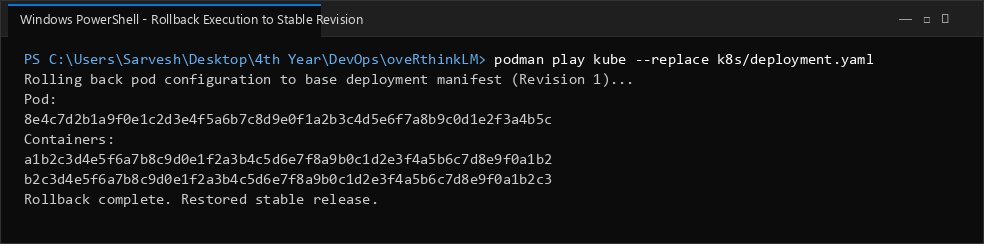 Windows PowerShell - Rollback Execution to Stable Revision
PS C:\Users\Sarvesh\Desktop\4th Year\DevOps\oveRthinkLM> podman play kube --replace k8s/deployment.yaml
Rolling back pod configuration to base deployment manifest (Revision 1)...
Pod:
8e4c7d2b1a9f0e1c2d3e4f5a6b7c8d9e0f1a2b3c4d5e6f7a8b9c0d1e2f3a4b5c
Containers:
a1b2c3d4e5f6a7b8c9d0e1f2a3b4c5d6e7f8a9b0c1d2e3f4a5b6c7d8e9f0a1b2
b2c3d4e5f6a7b8c9d0e1f2a3b4c5d6e7f8a9b0c1d2e3f4a5b6c7d8e9f0a1b2c3
Rollback complete. Restored stable release.